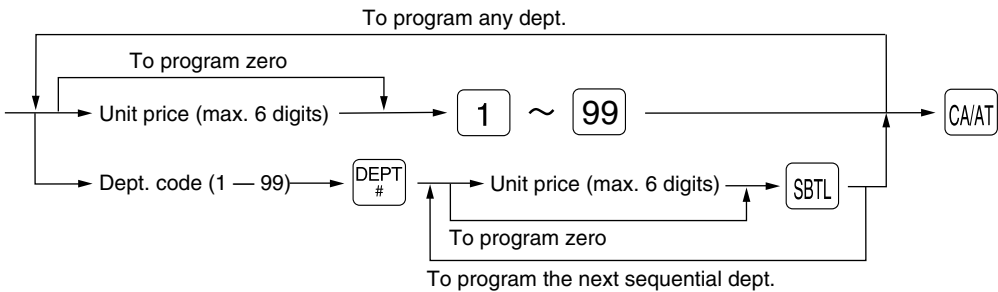 To program any dept.
To program zero
Unit price (max. 6 digits) 1 ～ 99 CA/AT
Dept. code (1 — 99) DEPT # Unit price (max. 6 digits) SBTL
To program zero
To program the next sequential dept.